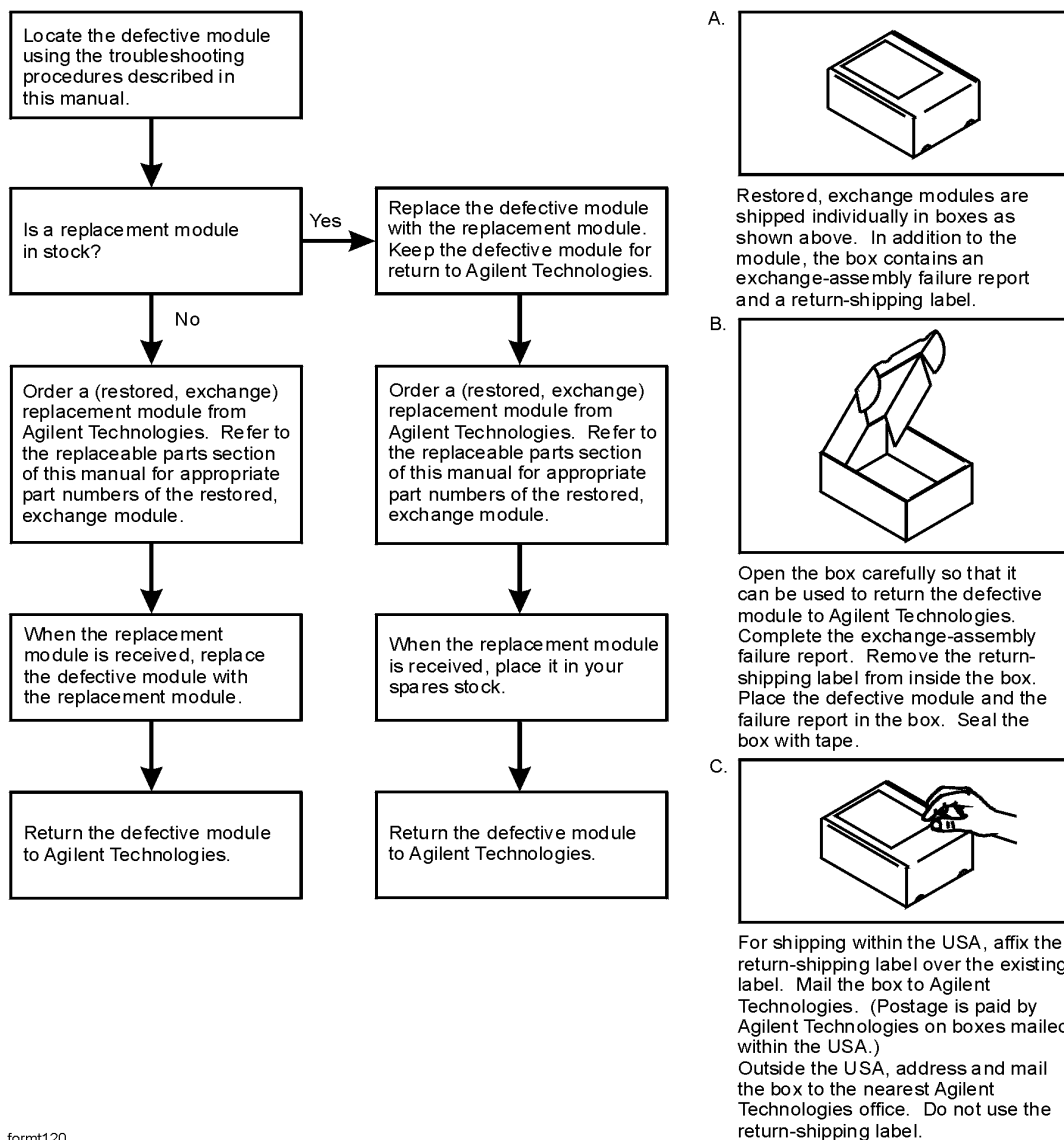 Locate the defective module
using the troubleshooting
procedures described in
this manual.
Is a replacement module
in stock?
Yes
No
Replace the defective module
with the replacement module.
Keep the defective module for
return to Agilent Technologies.
Order a (restored, exchange)
replacement module from
Agilent Technologies. Refer to
the replaceable parts section
of this manual for appropriate
part numbers of the restored,
exchange module.
Order a (restored, exchange)
replacement module from
Agilent Technologies. Refer to
the replaceable parts section
of this manual for appropriate
part numbers of the restored,
exchange module.
When the replacement
module is received, replace
the defective module with
the replacement module.
When the replacement module
is received, place it in your
spares stock.
Return the defective module
to Agilent Technologies.
Return the defective module
to Agilent Technologies.
A.
Restored, exchange modules are
shipped individually in boxes as
shown above. In addition to the
module, the box contains an
exchange-assembly failure report
and a return-shipping label.
B.
Open the box carefully so that it
can be used to return the defective
module to Agilent Technologies.
Complete the exchange-assembly
failure report. Remove the return-
shipping label from inside the box.
Place the defective module and the
failure report in the box. Seal the
box with tape.
C.
For shipping within the USA, affix the
return-shipping label over the existing
label. Mail the box to Agilent
Technologies. (Postage is paid by
Agilent Technologies on boxes mailed
within the USA.)
Outside the USA, address and mail
the box to the nearest Agilent
Technologies office. Do not use the
return-shipping label.
formt120